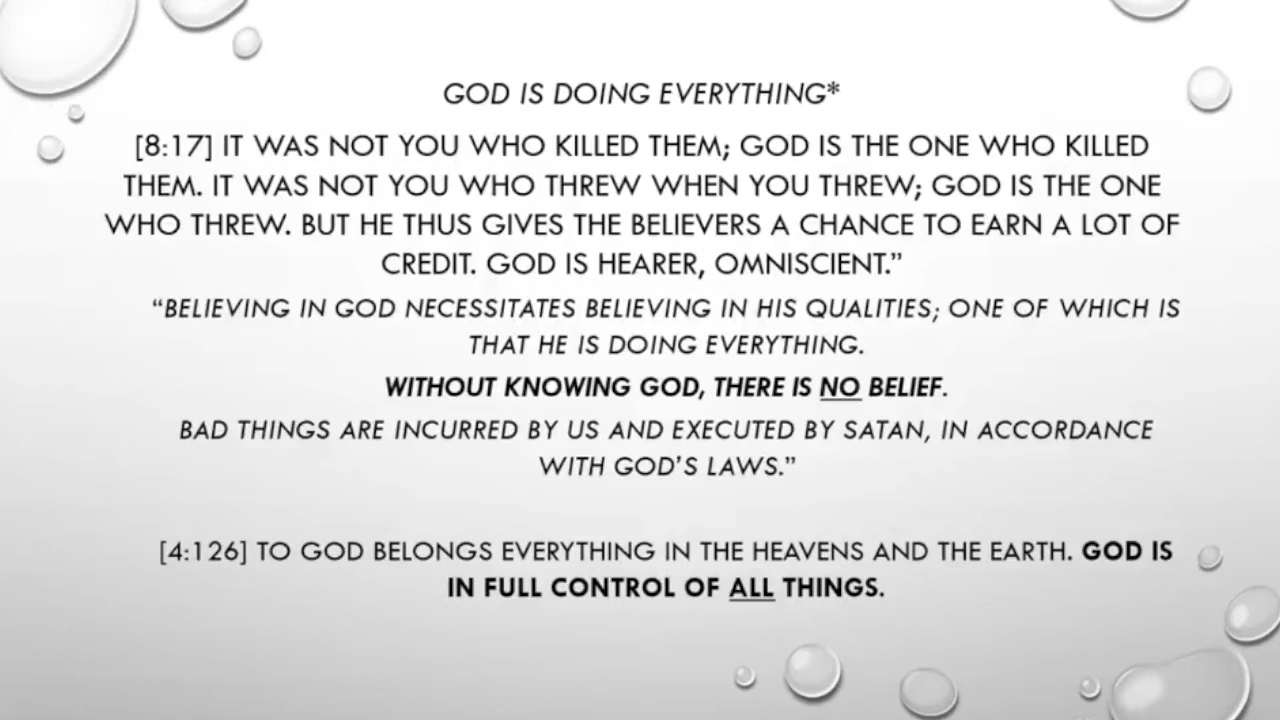 GOD IS DOING EVERYTHING*
[8:17] IT WAS NOT YOU WHO KILLED THEM; GOD IS THE ONE WHO KILLED
THEM. IT WAS NOT YOU WHO THREW WHEN YOU THREW; GOD IS THE ONE
WHO THREW. BUT HE THUS GIVES THE BELIEVERS A CHANCE TO EARN A LOT OF
CREDIT. GOD IS HEARER, OMNISCIENT.”
“BELIEVING IN GOD NECESSITATES BELIEVING IN HIS QUALITIES; ONE OF WHICH IS
THAT HE IS DOING EVERYTHING.
WITHOUT KNOWING GOD, THERE IS NO BELIEF.
BAD THINGS ARE INCURRED BY US AND EXECUTED BY SATAN, IN ACCORDANCE
WITH GOD’S LAWS.”
[4:126] TO GOD BELONGS EVERYTHING IN THE HEAVENS AND THE EARTH. GOD IS
IN FULL CONTROL OF ALL THINGS.